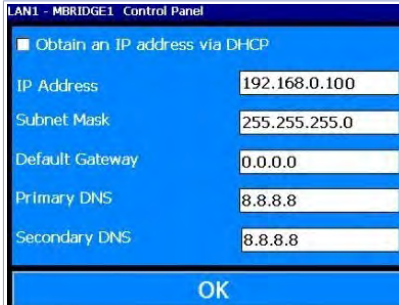 LAN1 - MBRIDGE1 Control Panel
Obtain an IP address via DHCP
IP Address 192.168.0.100
Subnet Mask 255.255.255.0
Default Gateway 0.0.0.0
Primary DNS 8.8.8.8
Secondary DNS 8.8.8.8
OK